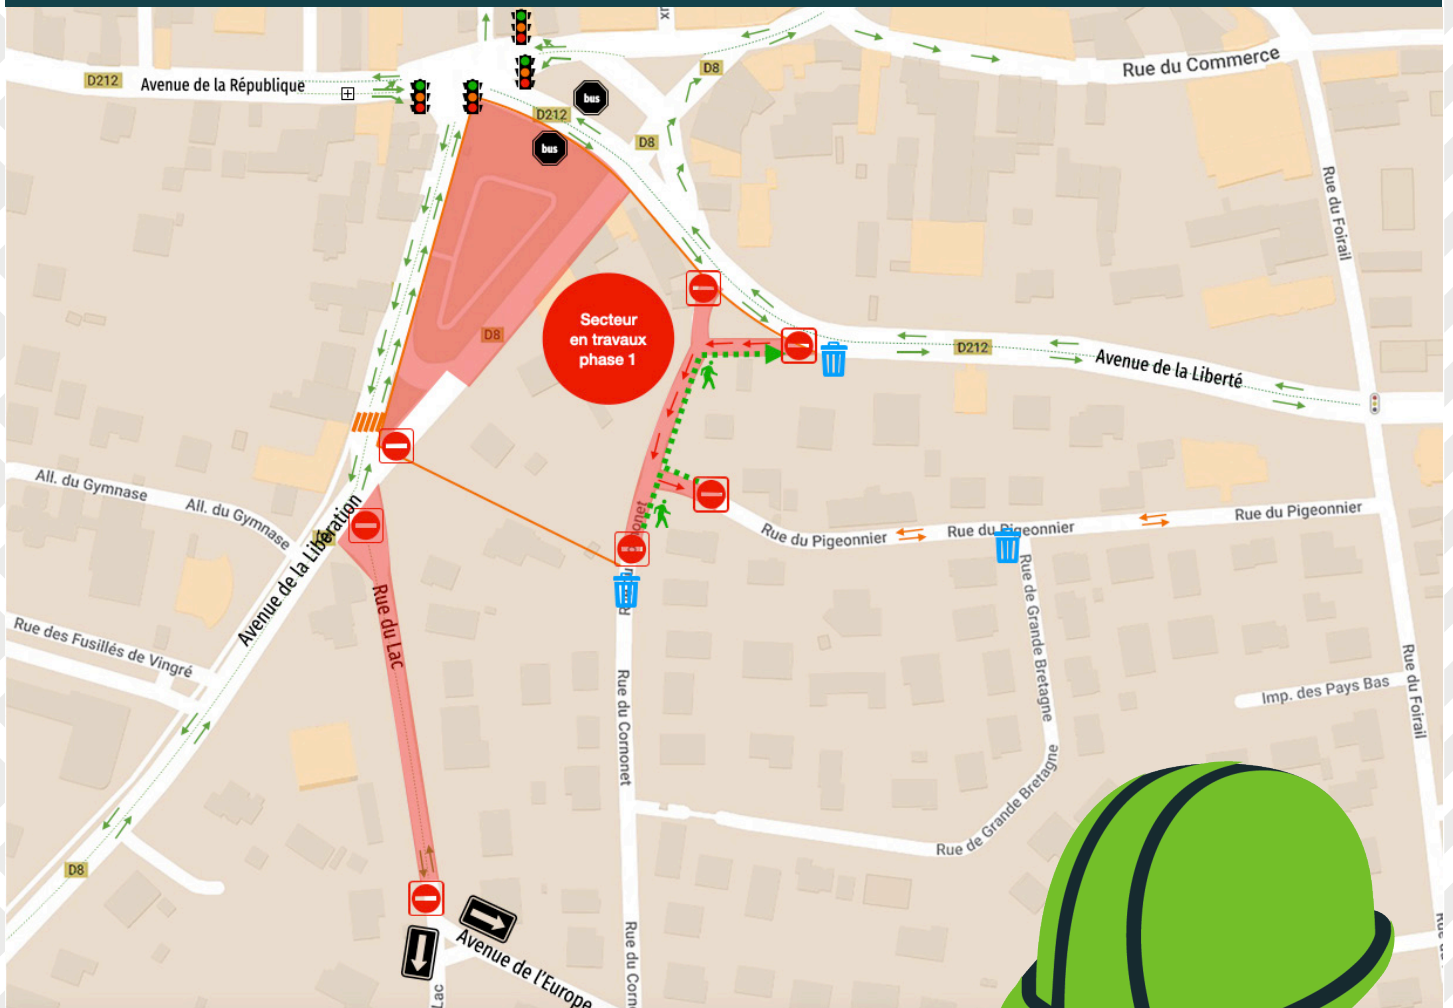 D212
Avenue de la République
D8
Rue du Commerce
bus
D212
bus
D8
Rue du Foirail
Secteur
en travaux
phase 1
D8
D212
Avenue de la Liberté
All. du Gymnase
All. du Gymnase
Avenue de la Libération
Rue du Pigeonnier
Rue du Pigeonnier
Rue du Pigeonnier
Rue du Lac
Rue des Fusillés de Vingré
Rue du Cornonet
Rue de Grande Bretagne
Rue de Grande Bretagne
Imp. des Pays Bas
Rue du Foirail
D8
Avenue de l'Europe
Rue du Corn
Lac